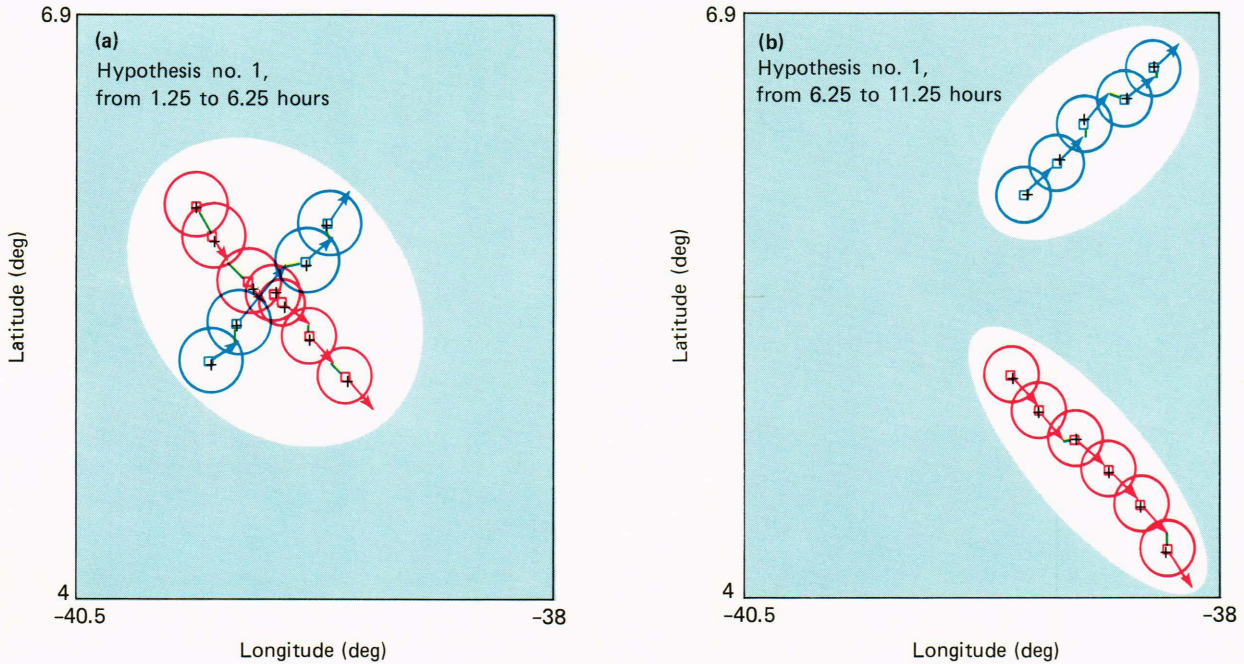 6.9
(a)
Hypothesis no. 1,
from 1.25 to 6.25 hours
Latitude (deg)
4
−40.5
−38
Longitude (deg)
6.9
(b)
Hypothesis no. 1,
from 6.25 to 11.25 hours
Latitude (deg)
4
−40.5
−38
Longitude (deg)